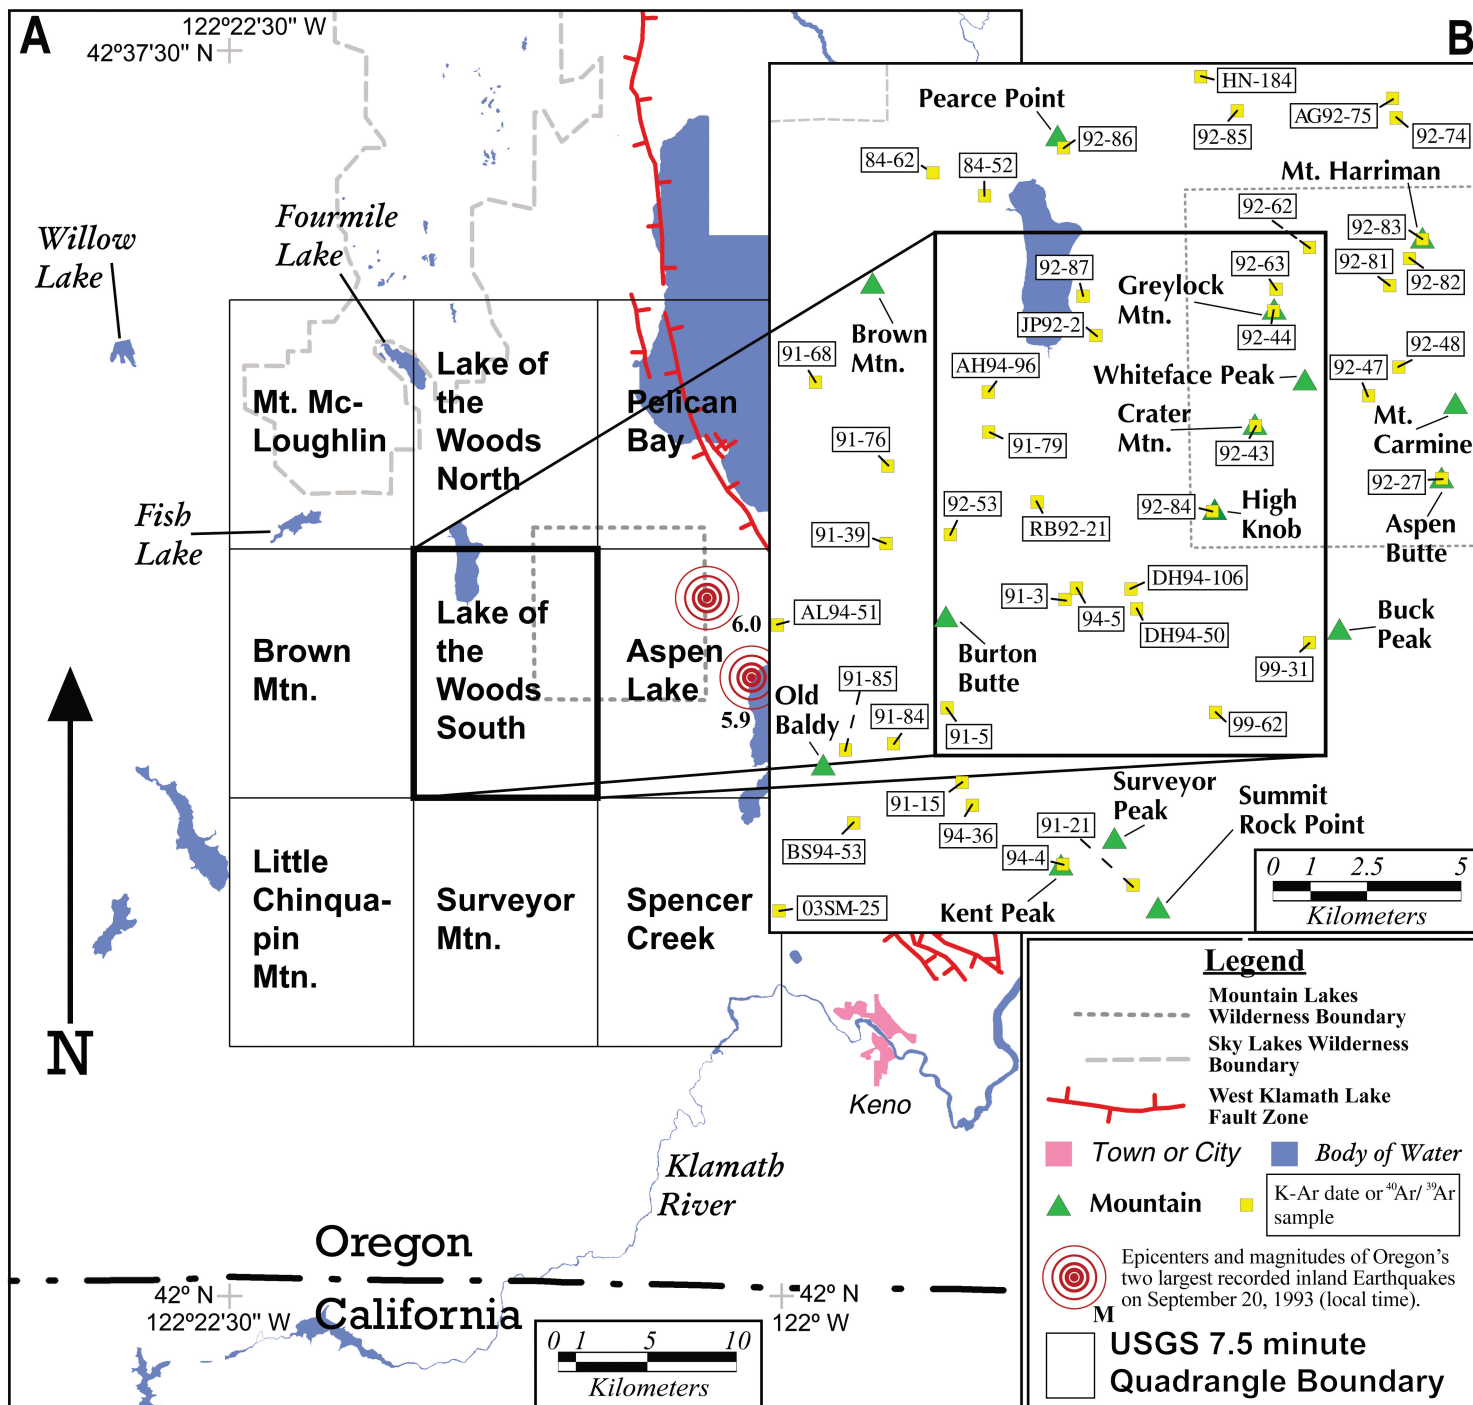 A
122º22'30" W
42º37'30" N
Willow
Lake
Fourmile
Lake
Fish
Lake
Mt. Mc-
Loughlin
Lake of
the
Woods
North
Pelican
Bay
Brown
Mtn.
Lake of
the
Woods
South
Aspen
Lake
6.0
5.9
Little
Chinqua-
pin
Mtn.
Surveyor
Mtn.
Spencer
Creek
N
Keno
Klamath
River
Oregon
California
42º N
122º22'30" W
42º N
122º W
0 1 5 10
Kilometers
B
Pearce Point
HN-184
AG92-75
92-85
92-74
92-86
84-62
84-52
Mt. Harriman
92-62
92-83
92-81
92-82
92-87
92-63
Greylock
Mtn.
JP92-2
92-44
Brown
Mtn.
91-68
AH94-96
Whiteface Peak
92-48
92-47
Crater
Mtn.
Mt.
Carmine
91-76
91-79
92-43
92-27
92-53
RB92-21
92-84
High
Knob
Aspen
Butte
91-39
DH94-106
91-3
94-5
AL94-51
DH94-50
Buck
Peak
Burton
Butte
99-31
91-85
Old
Baldy
91-84
91-5
99-62
91-15
Surveyor
Peak
Summit
Rock Point
94-36
91-21
BS94-53
94-4
03SM-25
Kent Peak
0 1 2.5 5
Kilometers
Legend
Mountain Lakes
Wilderness Boundary
Sky Lakes Wilderness
Boundary
West Klamath Lake
Fault Zone
Town or City
Body of Water
Mountain
K-Ar date or ⁴⁰Ar/ ³⁹Ar
sample
Epicenters and magnitudes of Oregon's
two largest recorded inland Earthquakes
on September 20, 1993 (local time).
M
USGS 7.5 minute
Quadrangle Boundary